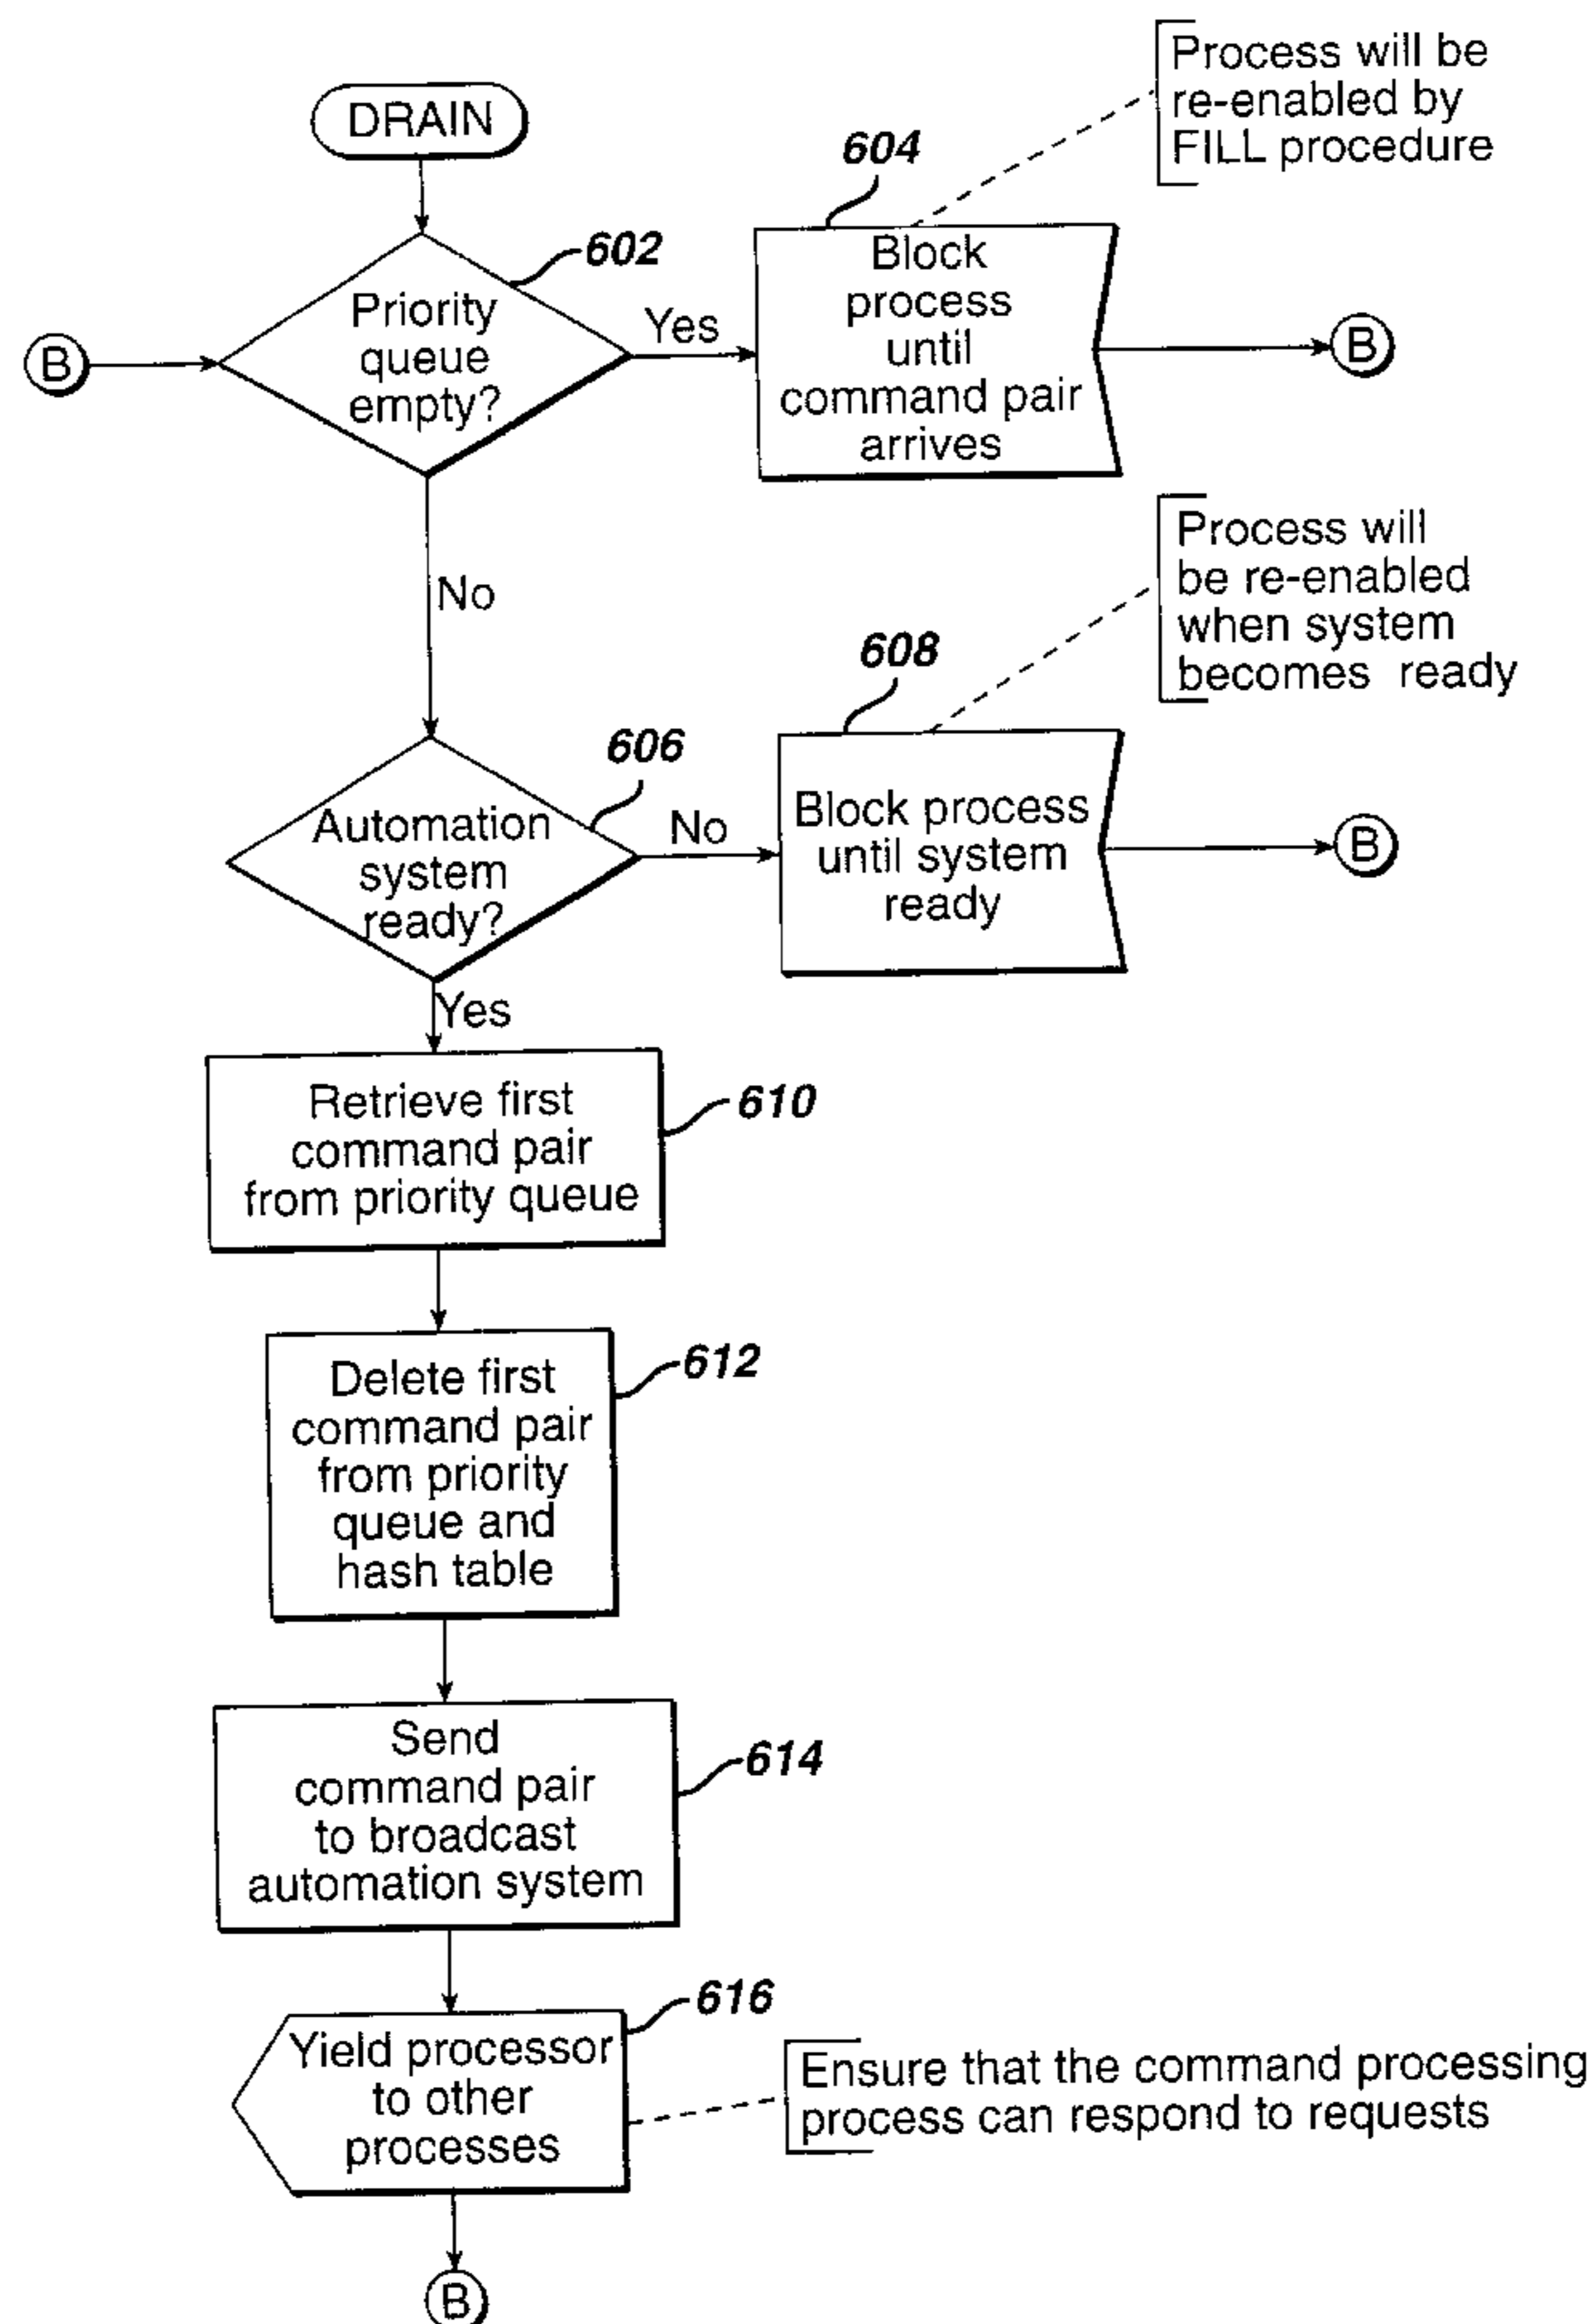 Process will be
re-enabled by
FILL procedure
DRAIN
604
602
Priority
queue
empty?
Yes
Block
process
until
command pair
arrives
B
B
No
Process will
be re-enabled
when system
becomes ready
608
606
Automation
system
ready?
No
Block process
until system
ready
B
Yes
Retrieve first
command pair
from priority queue
610
Delete first
command pair
from priority
queue and
hash table
612
Send
command pair
to broadcast
automation system
614
616
Yield processor
to other
processes
Ensure that the command processing
process can respond to requests
B